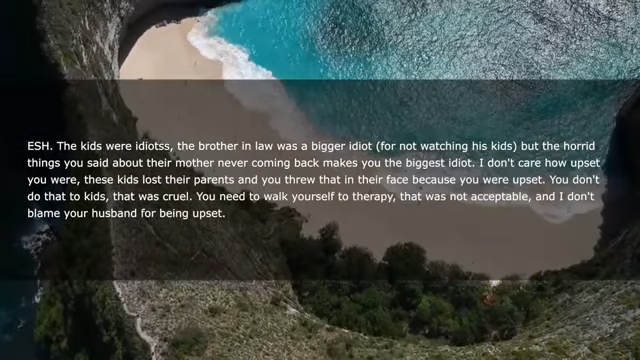 ESH. The kids were idiotss, the brother in law was a bigger idiot (for not watching his kids) but the horrid
things you said about their mother never coming back makes you the biggest idiot. I don't care how upset
you were, these kids lost their parents and you threw that in their face because you were upset. You don't
do that to kids, that was cruel. You need to walk yourself to therapy, that was not acceptable, and I don't
blame your husband for being upset.